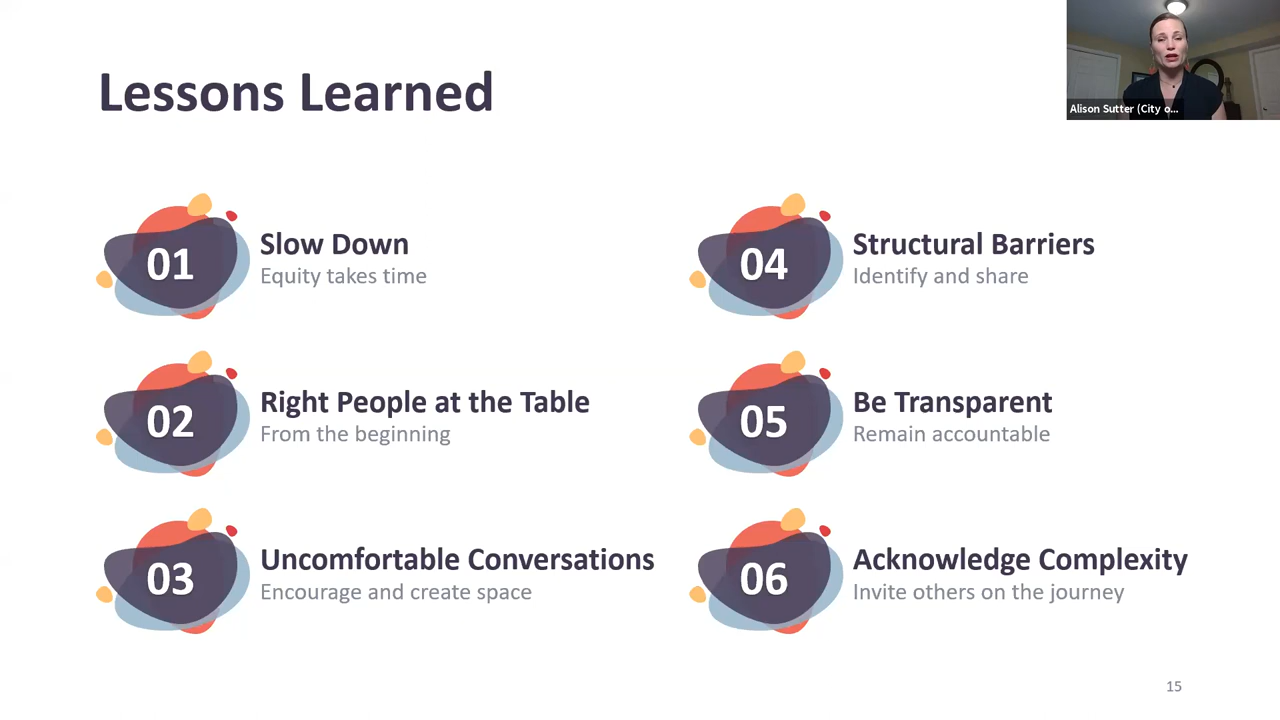 Lessons Learned
Alison Sutter (City o...
01
Slow Down
Equity takes time
02
Right People at the Table
From the beginning
03
Uncomfortable Conversations
Encourage and create space
04
Structural Barriers
Identify and share
05
Be Transparent
Remain accountable
06
Acknowledge Complexity
Invite others on the journey
15